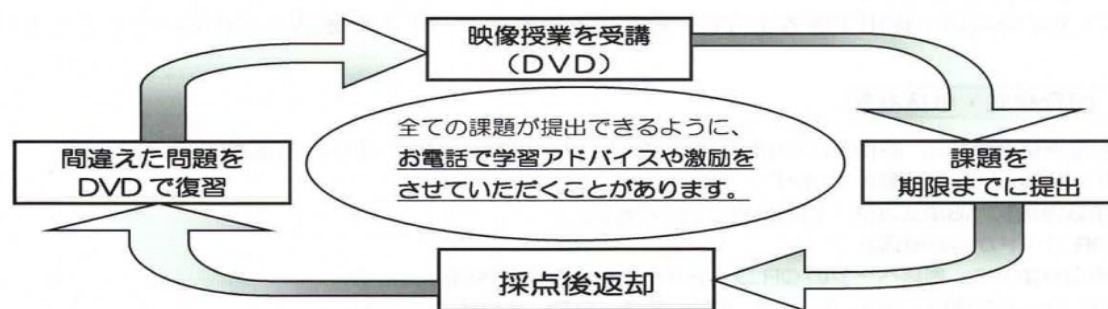 映像授業を受講
（DVD）
全ての課題が提出できるように、
お電話で学習アドバイスや激励を
させていただくことがあります。
間違えた問題を
DVDで復習
課題を
期限までに提出
採点後返却